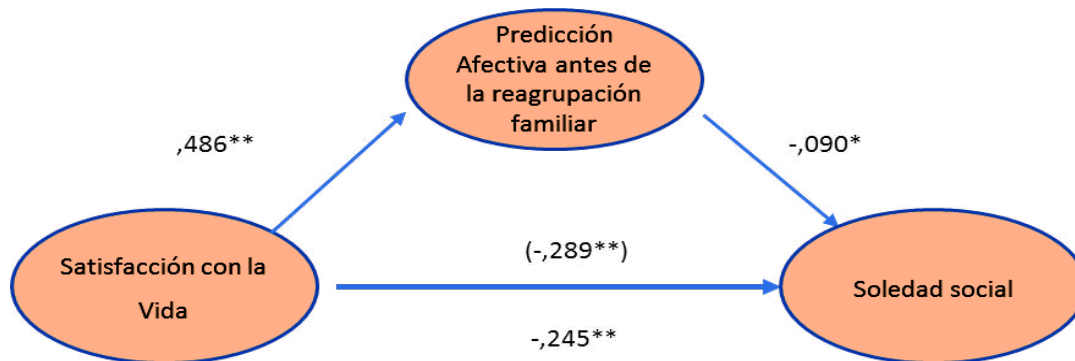 Predicción
Afectiva antes de
la reagrupación
familiar
,486**
-,090*
Satisfacción con la
Vida
(-,289**)
Soledad social
-,245**